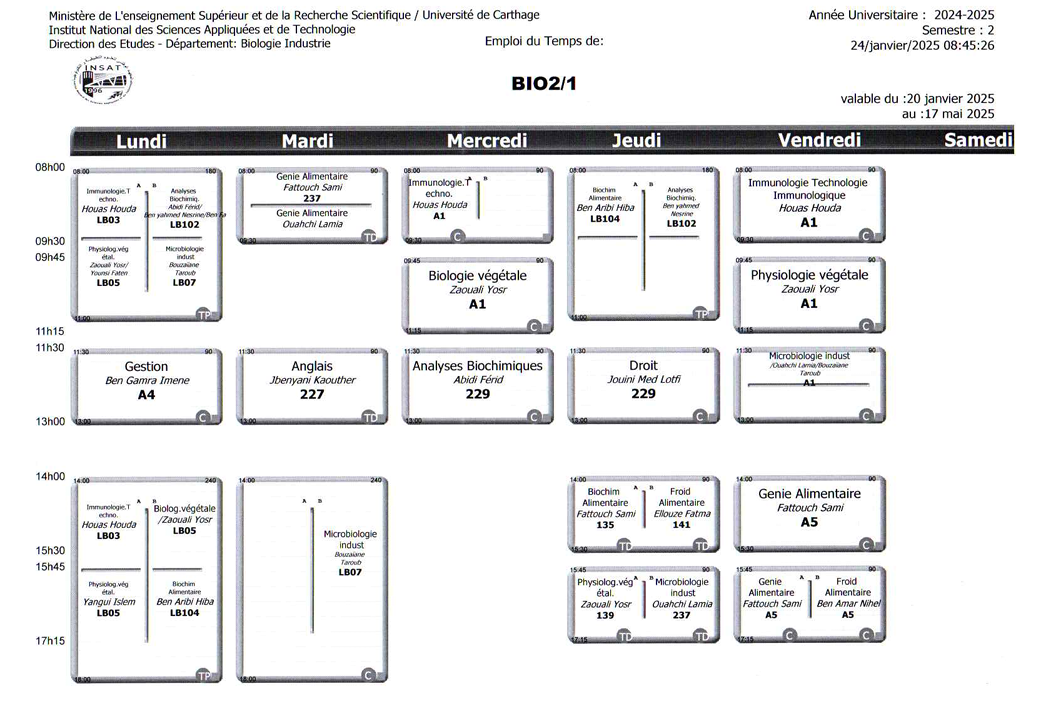 Ministère de L'enseignement Supérieur et de la Recherche Scientifique / Université de Carthage
Institut National des Sciences Appliquées et de Technologie
Direction des Etudes - Département: Biologie Industrie
Emploi du Temps de:
Année Universitaire : 2024-2025
Semestre : 2
24/janvier/2025 08:45:26
INSAT
1996
BIO2/1
valable du :20 janvier 2025
au :17 mai 2025
Lundi Mardi Mercredi Jeudi Vendredi Samedi
08h00
09h30
09h45
11h15
11h30
13h00
14h00
15h30
15h45
17h15
08:00 180
A B
Immunologie.T
echno.
Houas Houda
LB03
Analyses
Biochimiq.
Abidi Férid/
Ben yahmed Nesrine/Ben Fa
LB102
Physiolog.vég
étal.
Zaouali Yosr/
Younsi Faten
LB05
Microbiologie
indust
Bouzaiane
Taroub
LB07
11:00
TP
11:30 90
Gestion
Ben Gamra Imene
A4
13:00
C
14:00 240
A B
Immunologie.T
echno.
Houas Houda
LB03
Biolog.végétale
/Zaouali Yosr
LB05
Physiolog.vég
étal.
Yangui Islem
LB05
Biochim
Alimentaire
Ben Aribi Hiba
LB104
18:00
TP
08:00 90
Genie Alimentaire
Fattouch Sami
237
Genie Alimentaire
Ouahchi Lamia
09:30
TD
11:30 90
Anglais
Jbenyani Kaouther
227
13:00
TD
14:00 240
A B
Microbiologie
indust
Bouzaiane
Taroub
LB07
18:00
C
08:00 90
A B
Immunologie.T
echno.
Houas Houda
A1
09:30
C
09:45 90
Biologie végétale
Zaouali Yosr
A1
11:15
C
11:30 90
Analyses Biochimiques
Abidi Férid
229
13:00
C
08:00 180
A B
Biochim
Alimentaire
Ben Aribi Hiba
LB104
Analyses
Biochimiq.
Ben yahmed
Nesrine
LB102
11:00
TP
11:30 90
Droit
Jouini Med Lotfi
229
13:00
C
14:00 90
A B
Biochim
Alimentaire
Fattouch Sami
135
Froid
Alimentaire
Ellouze Fatma
141
15:30
TD TD
15:45 90
A B
Physiolog.vég
étal.
Zaouali Yosr
139
Microbiologie
indust
Ouahchi Lamia
237
17:15
TD TD
08:00 90
Immunologie Technologie
Immunologique
Houas Houda
A1
09:30
C
09:45 90
Physiologie végétale
Zaouali Yosr
A1
11:15
C
11:30 90
Microbiologie indust
/Ouahchi Lamia/Bouzaiane
Taroub
A1
13:00
C
14:00 90
Genie Alimentaire
Fattouch Sami
A5
15:30
C
15:45 90
A B
Genie
Alimentaire
Fattouch Sami
A5
Froid
Alimentaire
Ben Amar Nihel
A5
17:15
C C